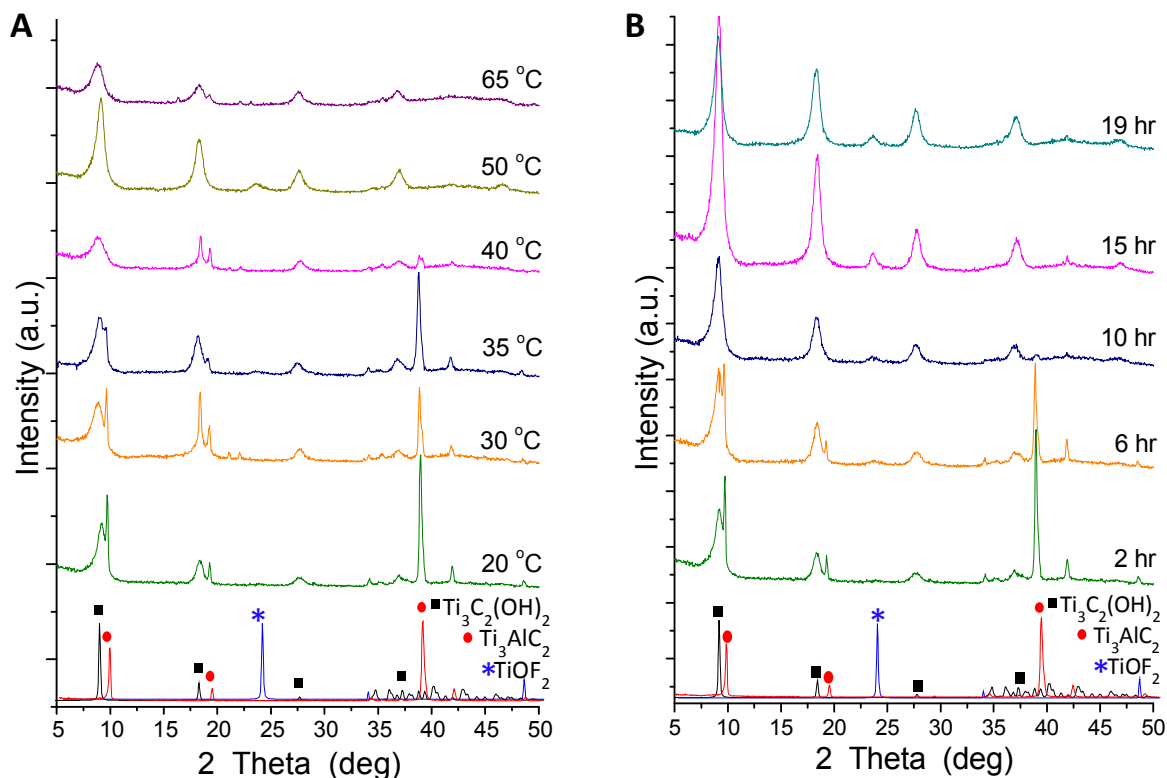 A
65 °C
50 °C
40 °C
35 °C
30 °C
20 °C
*
■Ti₃C₂(OH)₂
●Ti₃AlC₂
*TiOF₂
Intensity (a.u.)
5 10 15 20 25 30 35 40 45 50
2 Theta (deg)
B
19 hr
15 hr
10 hr
6 hr
2 hr
*
■Ti₃C₂(OH)₂
●Ti₃AlC₂
*TiOF₂
Intensity (a.u.)
5 10 15 20 25 30 35 40 45 50
2 Theta (deg)